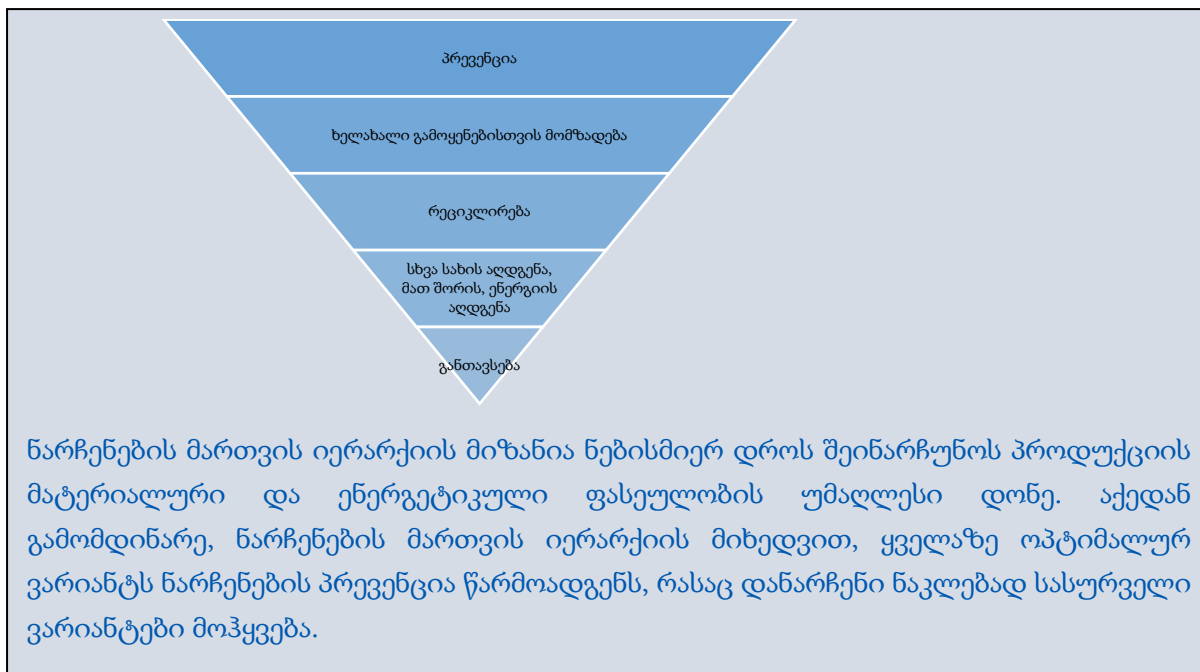 პრევენცია
ხელახალი გამოყენებისთვის მომზადება
რეციკლირება
სხვა სახის აღდგენა,
მათ შორის, ენერგიის
აღდგენა
განთავსება
ნარჩენების მართვის იერარქიის მიზანია ნებისმიერ დროს შეინარჩუნოს პროდუქციის
მატერიალური და ენერგეტიკული ფასეულობის უმაღლესი დონე. აქედან
გამომდინარე, ნარჩენების მართვის იერარქიის მიხედვით, ყველაზე ოპტიმალურ
ვარიანტს ნარჩენების პრევენცია წარმოადგენს, რასაც დანარჩენი ნაკლებად სასურველი
ვარიანტები მოჰყვება.